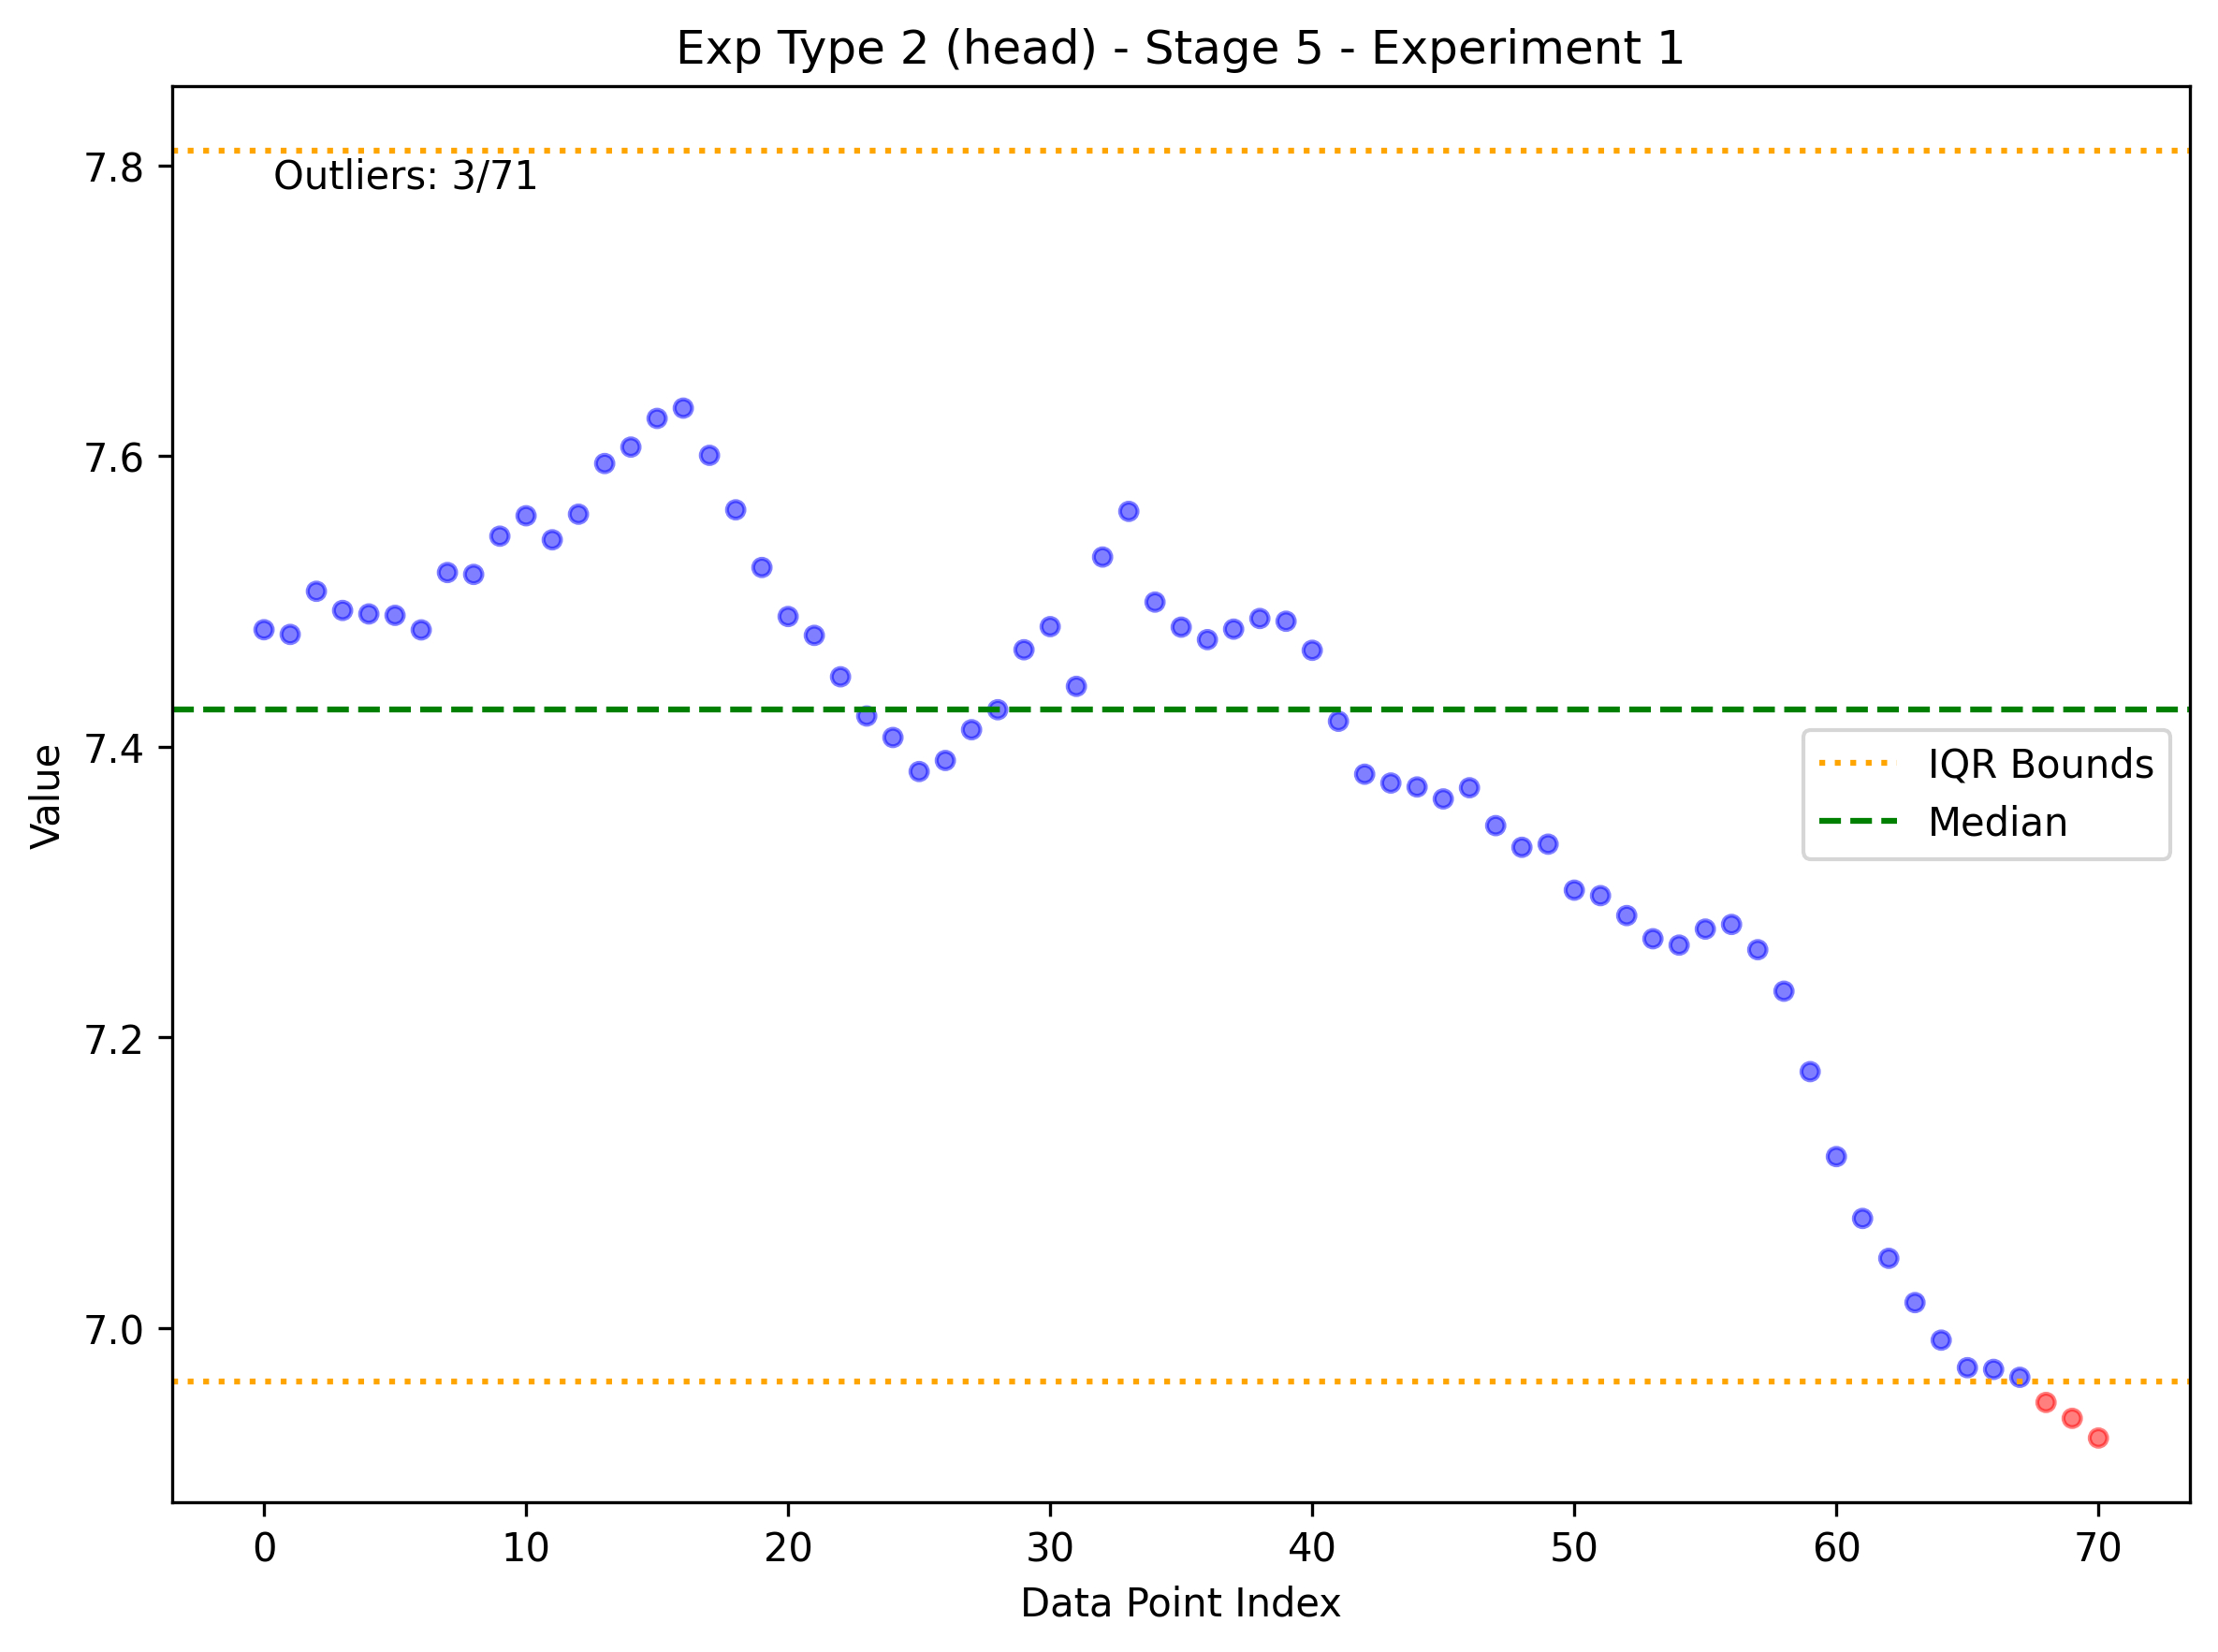 Exp Type 2 (head) - Stage 5 - Experiment 1
Outliers: 3/71
7.8
7.6
7.4
7.2
7.0
Value
IQR Bounds
Median
0 10 20 30 40 50 60 70
Data Point Index